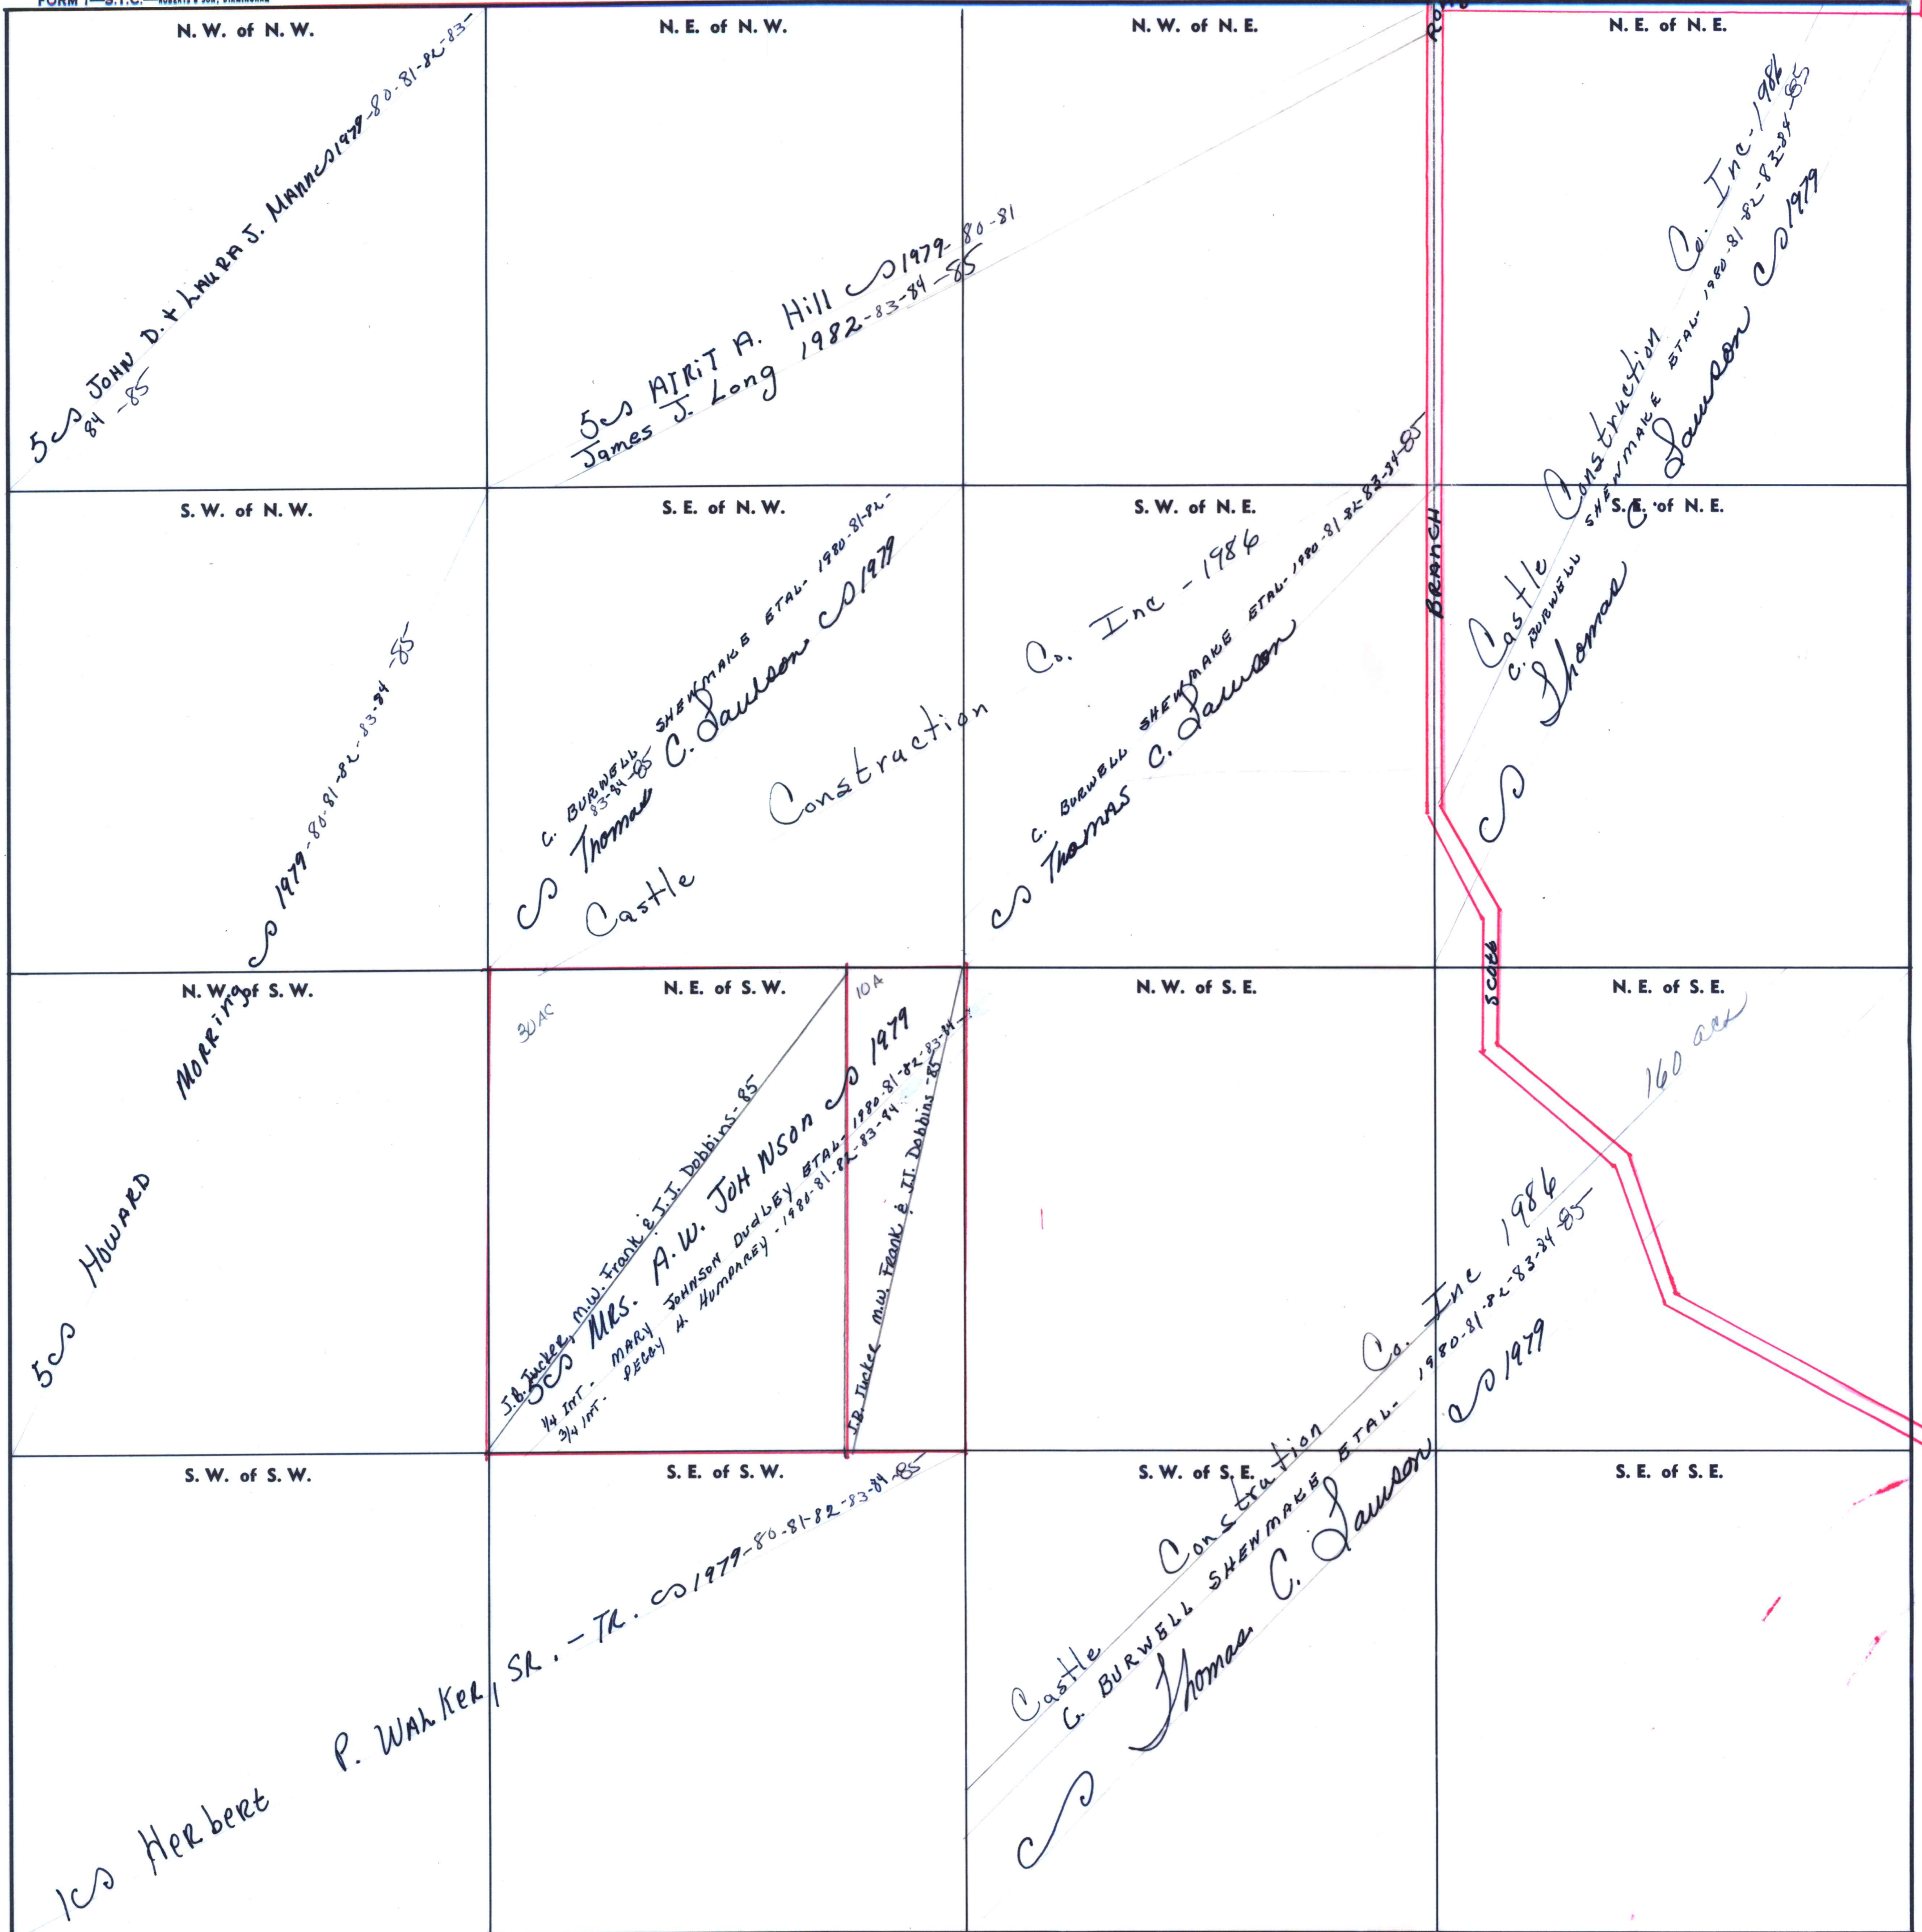 FORM 1—S.T.C.—ROBERTS & SON, BIRMINGHAM
N. W. of N. W.
N. E. of N. W.
N. W. of N. E.
N. E. of N. E.
JOHN D. & LAURA J. MANN 1979-80-81-82-83-
84-85
5 AIRIT A. Hill 1979-80-81
James J. Long 1982-83-84-85
Castle Construction Co. Inc-1986
C. BURWELL SHEWMAKE ETAL-1980-81-82-83-84-85
Thomas C. Lawson 1979
S. W. of N. W.
S. E. of N. W.
S. W. of N. E.
S. E. of N. E.
BRANCH
5 HOWARD MORRING 1979-80-81-82-83-84-85
C. BURWELL SHEWMAKE ETAL-1980-81-82-
83-84-85
Thomas C. Lawson 1979
Castle Construction Co. Inc - 1986
C. BURWELL SHEWMAKE ETAL-1980-81-82-83-84-85
THOMAS C. Lawson
N. W. of S. W.
N. E. of S. W.
N. W. of S. E.
N. E. of S. E.
30 AC
10 A
160 acs
J.B. Tucker, M.W. Frank & J.J. Dobbins-85
5 MRS. A.W. JOHNSON 1979
1/4 INT- MARY JOHNSON DUDLEY ETAL-1980-81-82-83-84-
3/4 INT- PEGGY H. HUMPHREY-1980-81-82-83-84
J.B. Tucker M.W. Frank & J.J. Dobbins-85
S. W. of S. W.
S. E. of S. W.
S. W. of S. E.
S. E. of S. E.
1 Herbert P. WALKER, SR. - TR. 1979-80-81-82-83-84-85
Castle Constrution Co. Inc 1986
C. BURWELL SHEWMAKE ETAL-1980-81-82-83-84-85
Thomas C. Lawson 1979